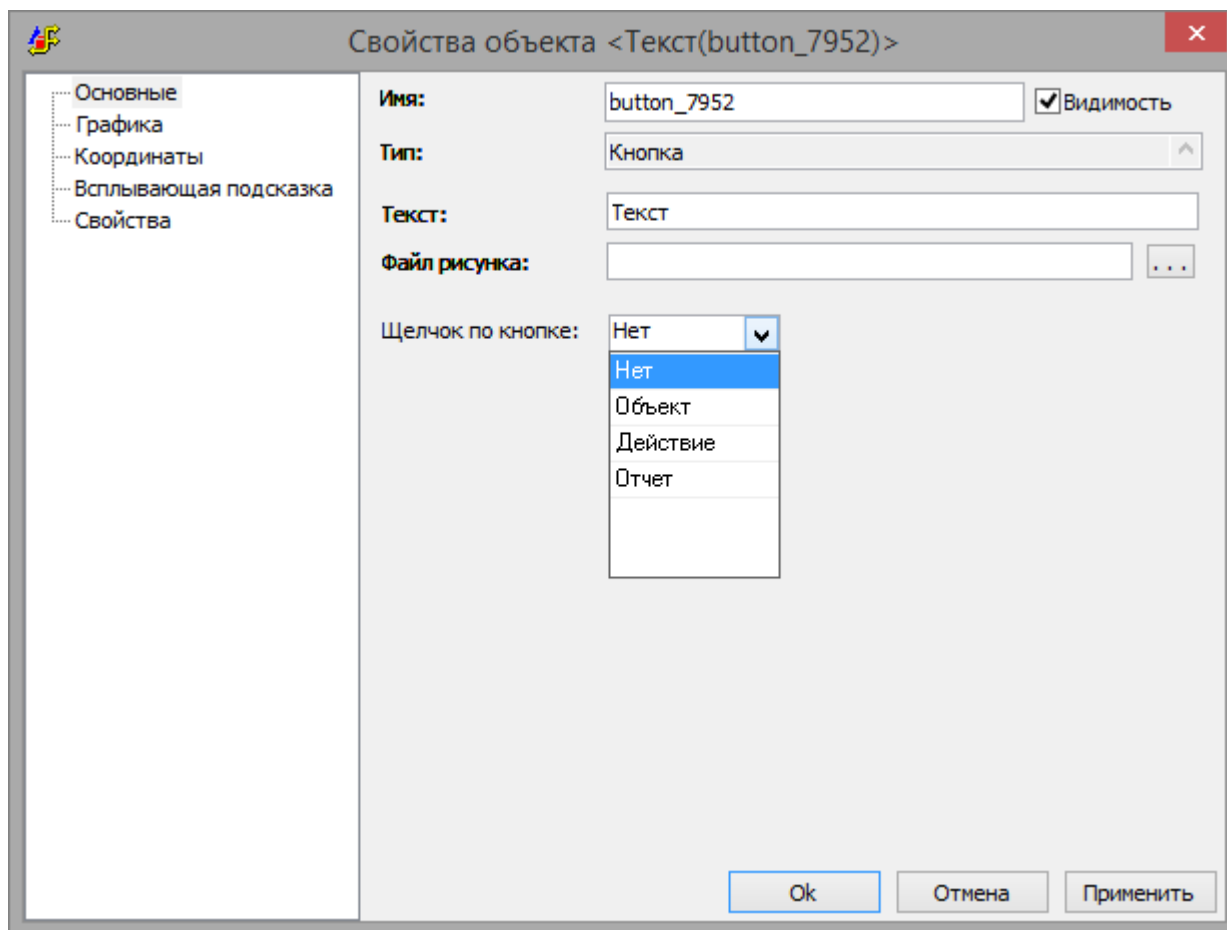 Свойства объекта <Текст(button_7952)>
Основные
Графика
Координаты
Всплывающая подсказка
Свойства
Имя: button_7952 Видимость
Тип: Кнопка
Текст: Текст
Файл рисунка: ...
Щелчок по кнопке: Нет
Нет
Объект
Действие
Отчет
Ok Отмена Применить